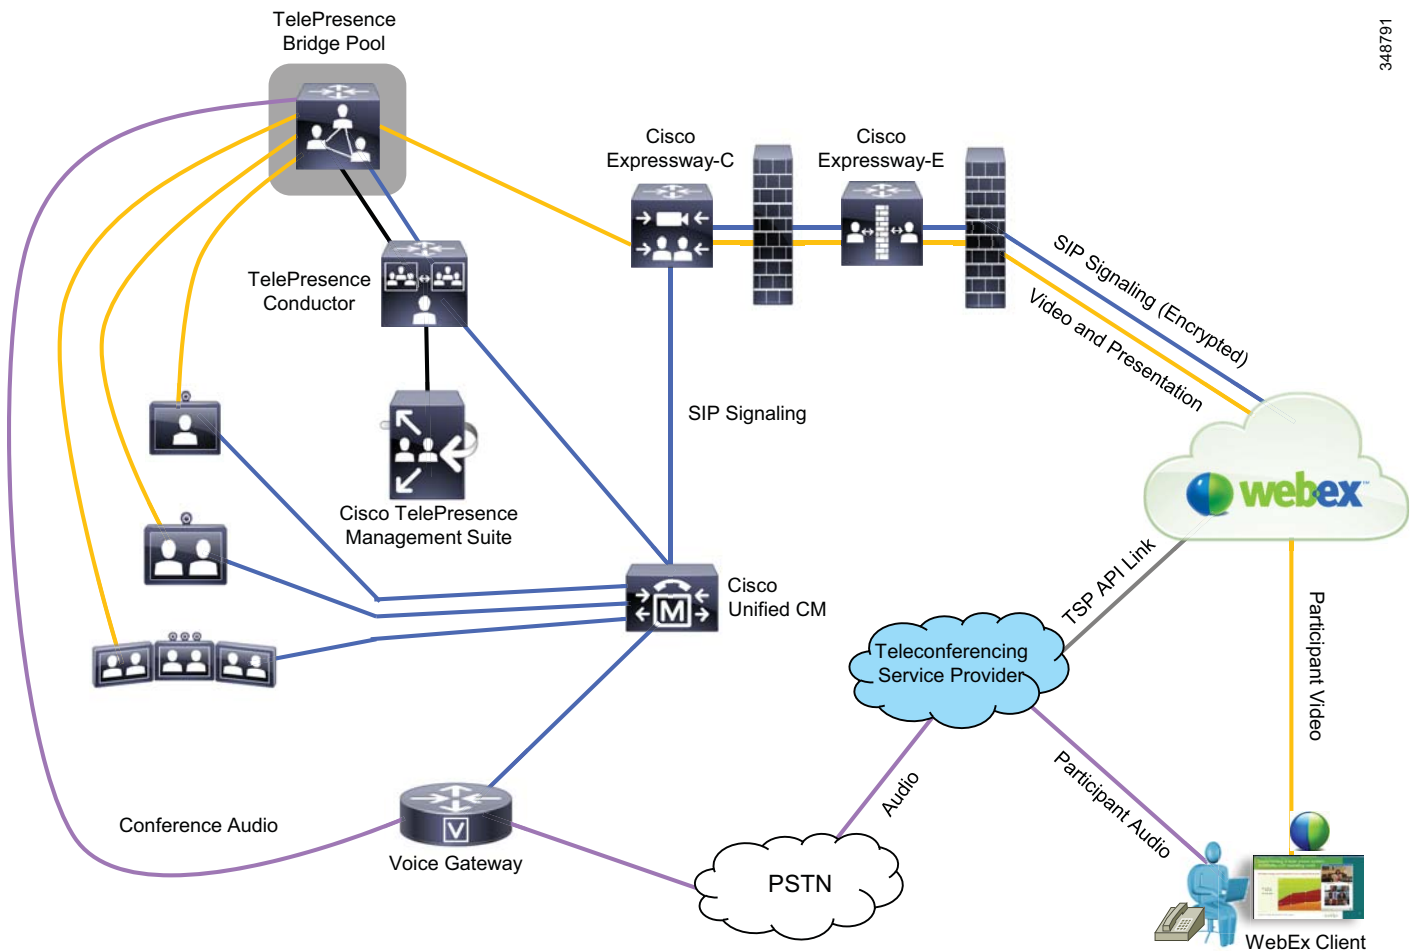 TelePresence
Bridge Pool
348791
Cisco
Expressway-C
Cisco
Expressway-E
TelePresence
Conductor
SIP Signaling (Encrypted)
Video and Presentation
SIP Signaling
webex
Cisco TelePresence
Management Suite
Cisco
Unified CM
M
TSP API Link
Teleconferencing
Service Provider
Participant Video
Audio
Participant Audio
Conference Audio
V
Voice Gateway
PSTN
WebEx Client